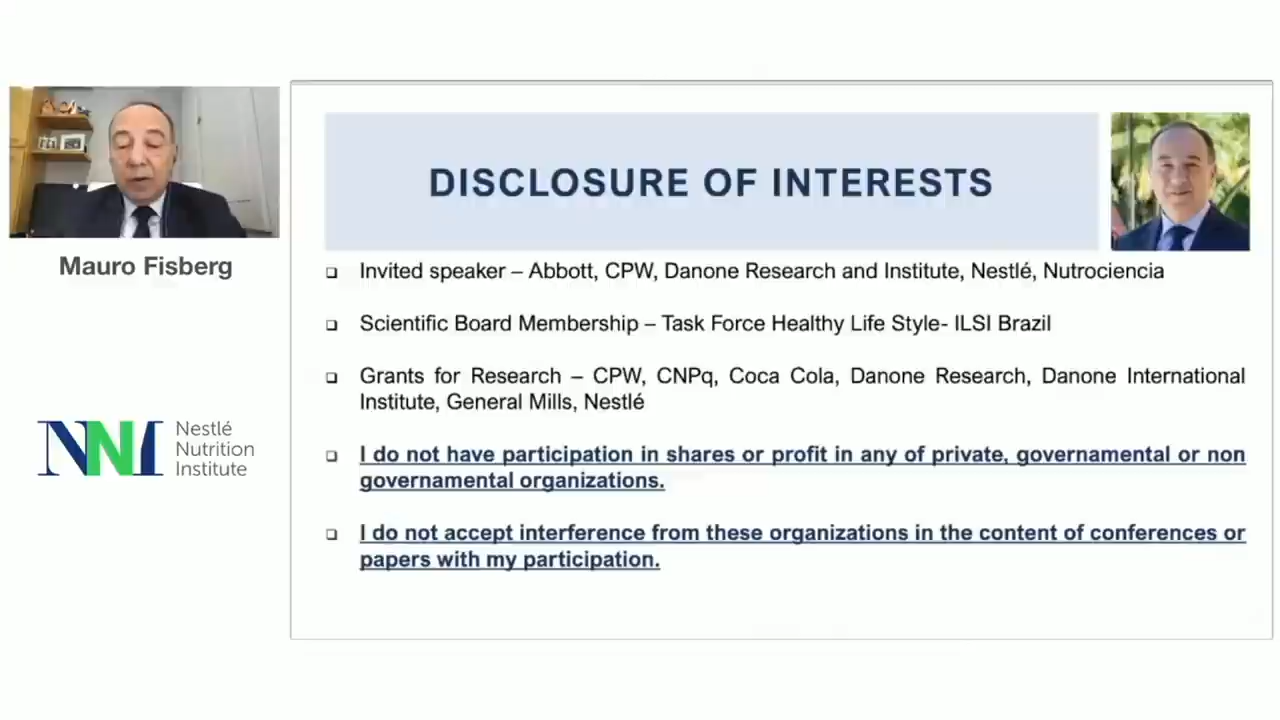 Mauro Fisberg
NNI
Nestlé
Nutrition
Institute
DISCLOSURE OF INTERESTS
Invited speaker – Abbott, CPW, Danone Research and Institute, Nestlé, Nutrociencia
Scientific Board Membership – Task Force Healthy Life Style- ILSI Brazil
Grants for Research – CPW, CNPq, Coca Cola, Danone Research, Danone International
Institute, General Mills, Nestlé
I do not have participation in shares or profit in any of private, governamental or non
governamental organizations.
I do not accept interference from these organizations in the content of conferences or
papers with my participation.